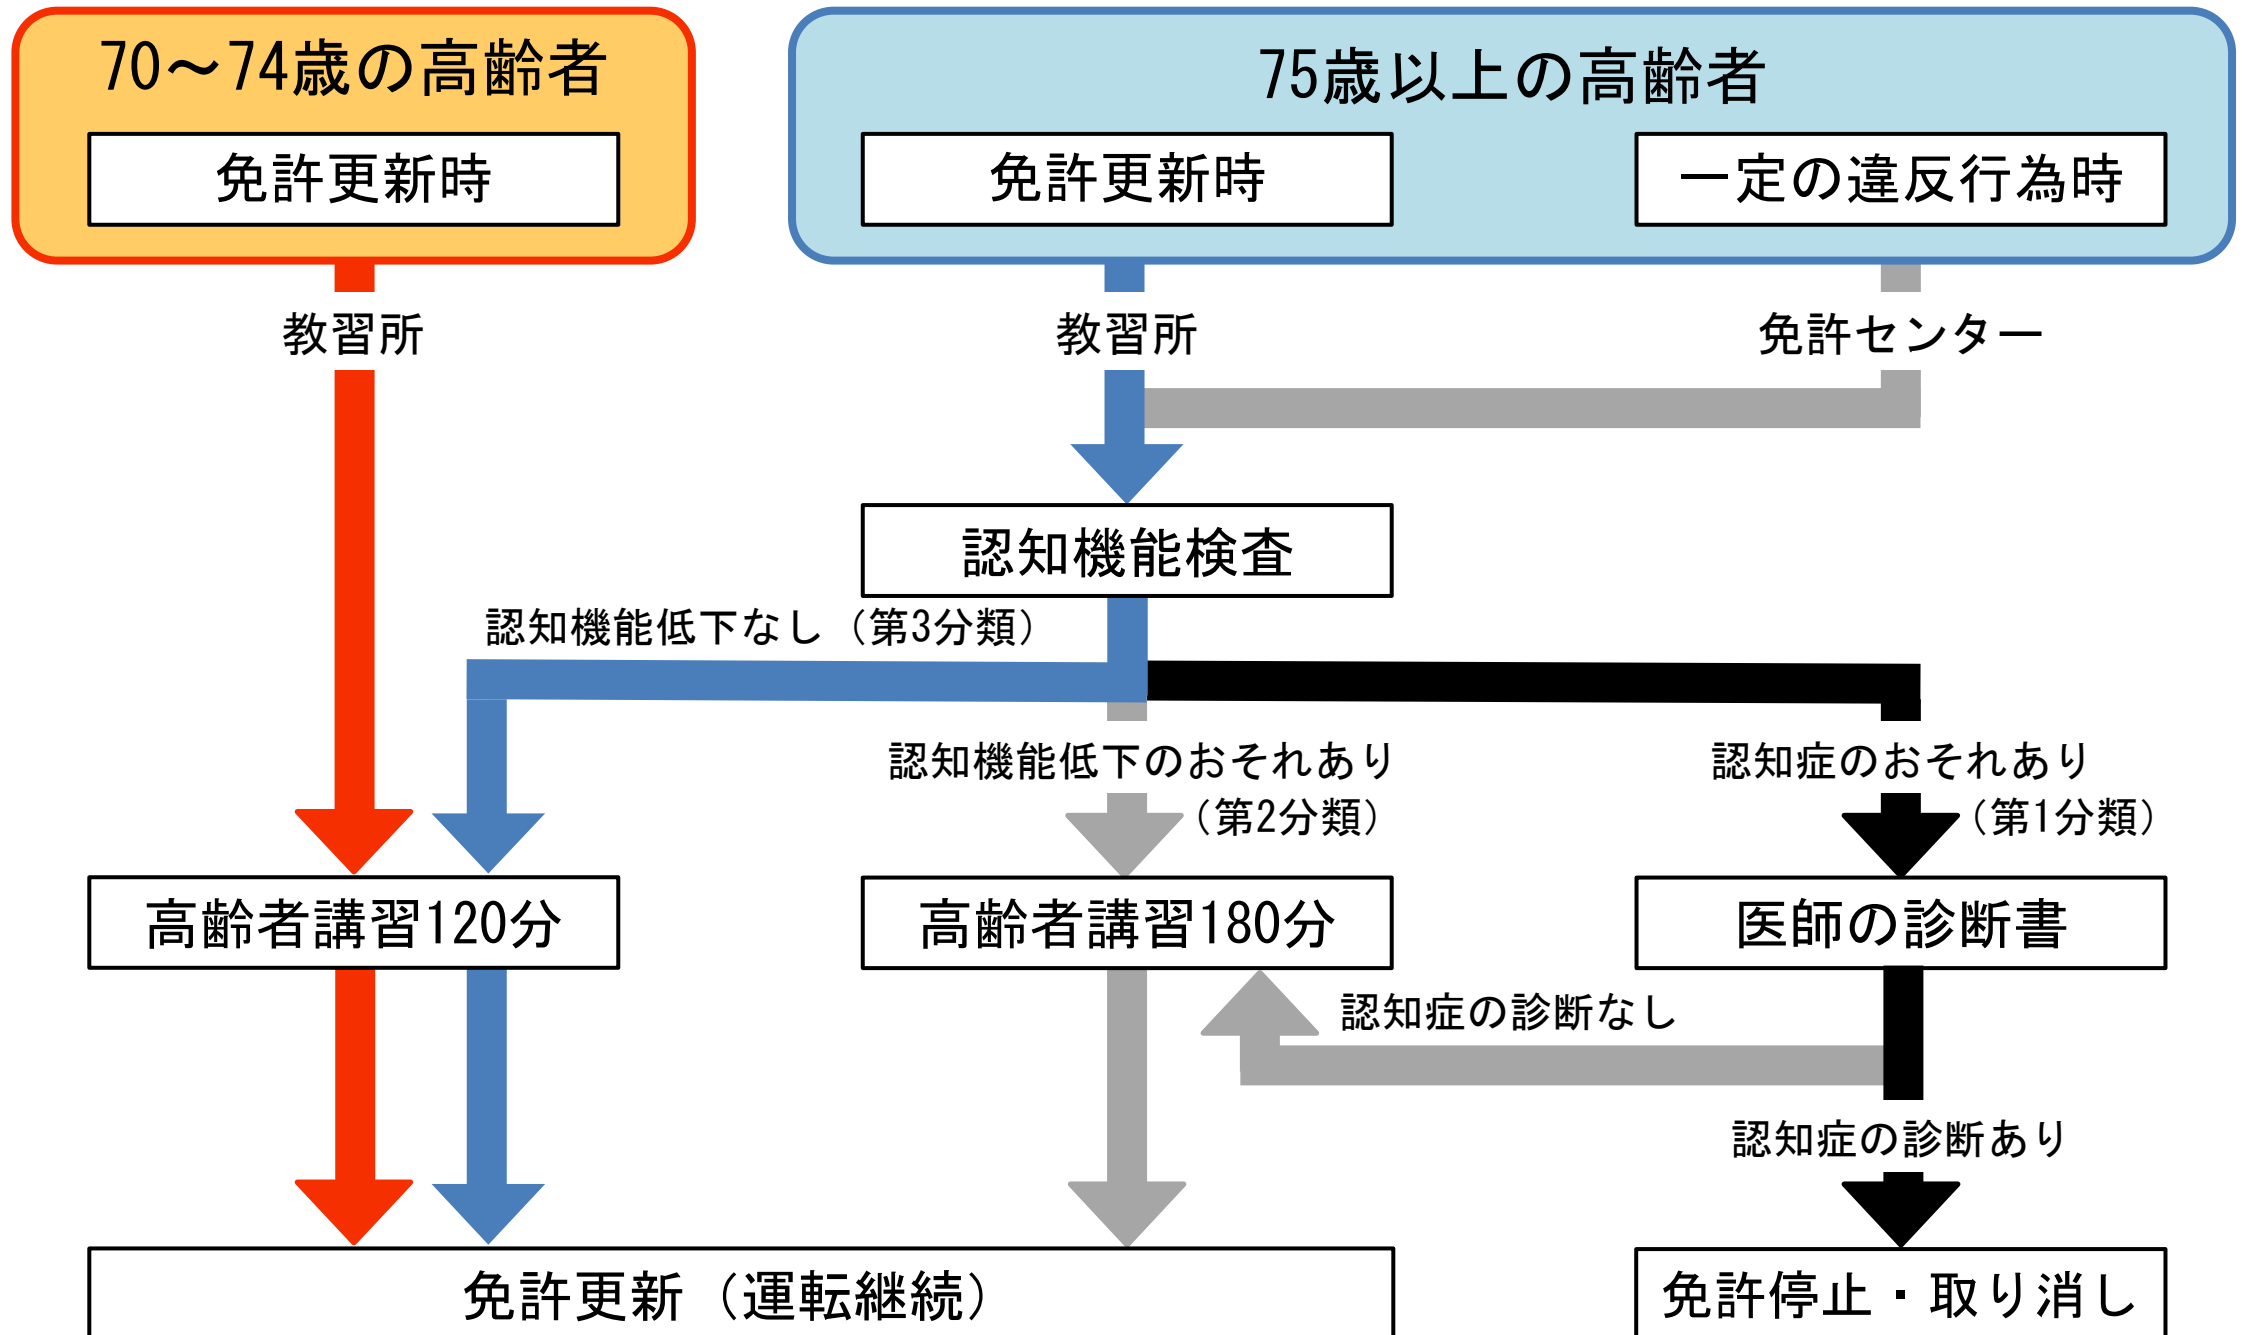 70～74歳の高齢者
免許更新時
75歳以上の高齢者
免許更新時
一定の違反行為時
教習所
教習所
免許センター
認知機能検査
認知機能低下なし（第3分類）
認知機能低下のおそれあり
（第2分類）
認知症のおそれあり
（第1分類）
高齢者講習120分
高齢者講習180分
医師の診断書
認知症の診断なし
認知症の診断あり
免許更新（運転継続）
免許停止・取り消し